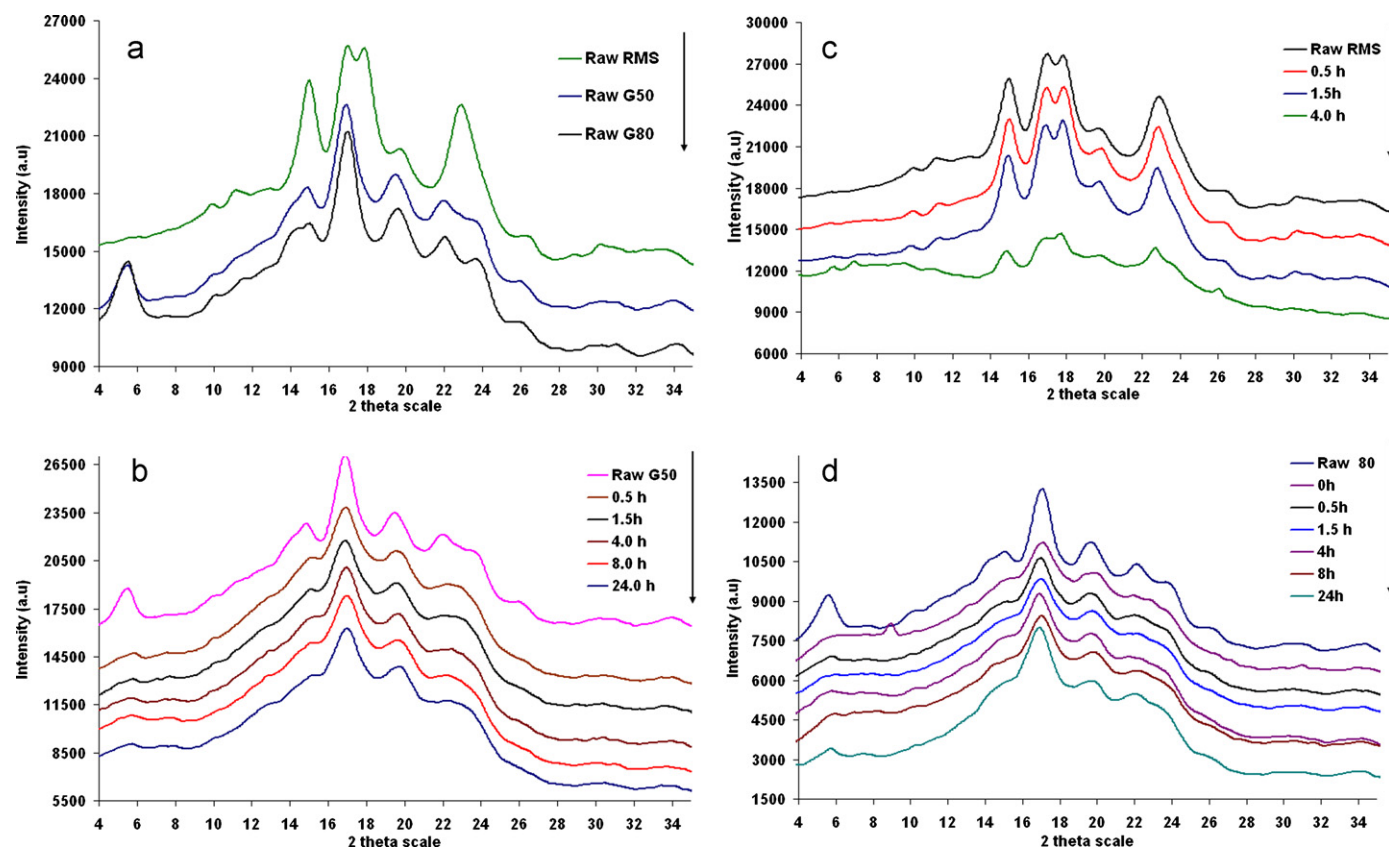 a
27000
24000
21000
18000
15000
12000
9000
Intensity (a.u)
4 6 8 10 12 14 16 18 20 22 24 26 28 30 32 34
2 theta scale
Raw RMS
Raw G50
Raw G80
c
30000
27000
24000
21000
18000
15000
12000
9000
6000
Intensity (a.u)
4 6 8 10 12 14 16 18 20 22 24 26 28 30 32 34
2 theta scale
Raw RMS
0.5 h
1.5h
4.0 h
b
26500
23500
20500
17500
14500
11500
8500
5500
Intensity (a.u)
4 6 8 10 12 14 16 18 20 22 24 26 28 30 32 34
2 theta scale
Raw G50
0.5 h
1.5h
4.0 h
8.0 h
24.0 h
d
13500
12000
10500
9000
7500
6000
4500
3000
1500
Intensity (a.u)
4 6 8 10 12 14 16 18 20 22 24 26 28 30 32 34
2 theta scale
Raw 80
0h
0.5h
1.5 h
4h
8h
24h